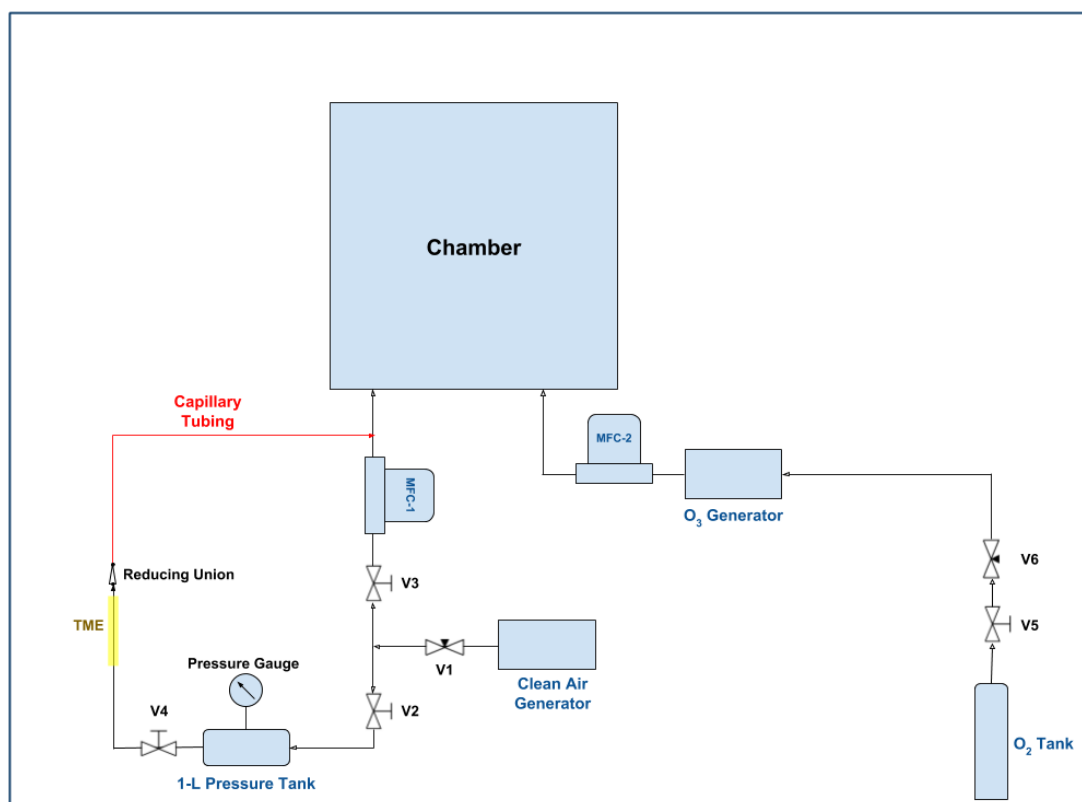 Chamber
Capillary
Tubing
MFC-2
MFC-1
O3 Generator
Reducing Union
V3
V6
TME
V5
Pressure Gauge
V1
Clean Air
Generator
V4
V2
O2 Tank
1-L Pressure Tank